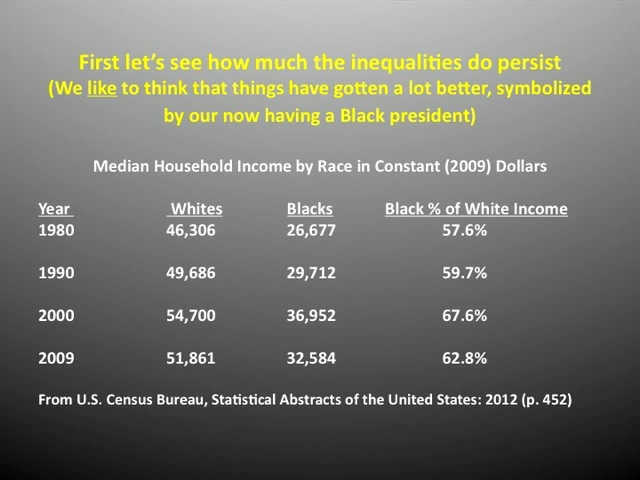 First let’s see how much the inequalities do persist
(We like to think that things have gotten a lot better, symbolized
by our now having a Black president)
Median Household Income by Race in Constant (2009) Dollars
Year Whites Blacks Black % of White Income
1980 46,306 26,677 57.6%
1990 49,686 29,712 59.7%
2000 54,700 36,952 67.6%
2009 51,861 32,584 62.8%
From U.S. Census Bureau, Statistical Abstracts of the United States: 2012 (p. 452)